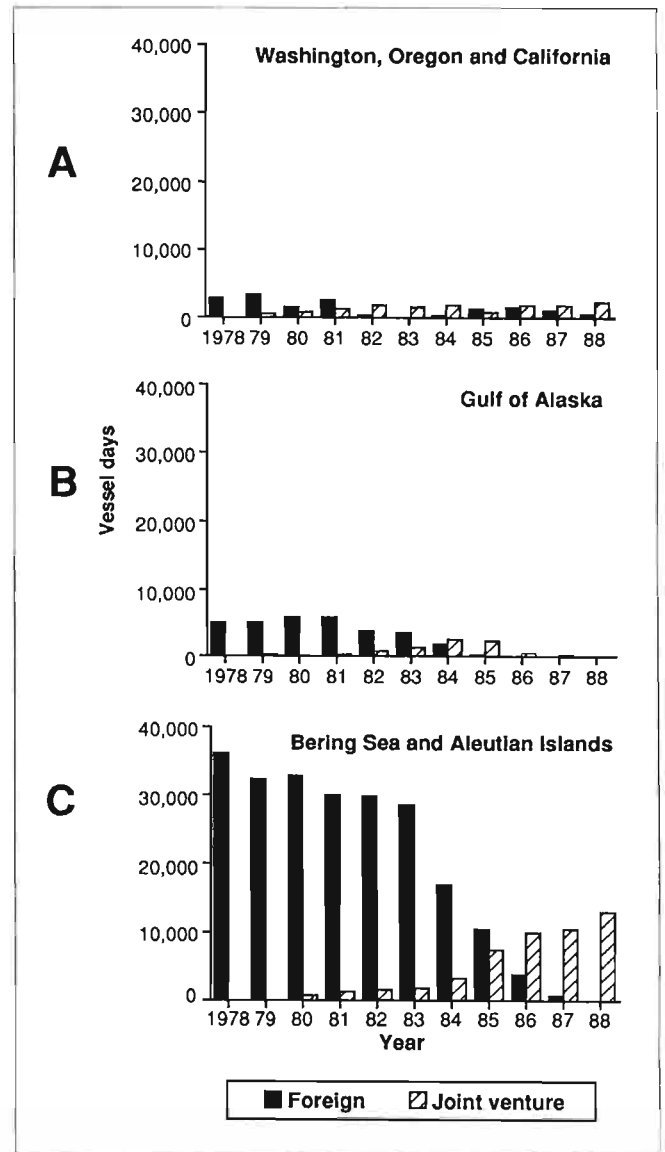 A
Washington, Oregon and California
40,000
30,000
20,000
10,000
0
1978 79 80 81 82 83 84 85 86 87 88
B
Vessel days
Gulf of Alaska
40,000
30,000
20,000
10,000
0
1978 79 80 81 82 83 84 85 86 87 88
C
Bering Sea and Aleutian Islands
40,000
30,000
20,000
10,000
0
1978 79 80 81 82 83 84 85 86 87 88
Year
Foreign Joint venture